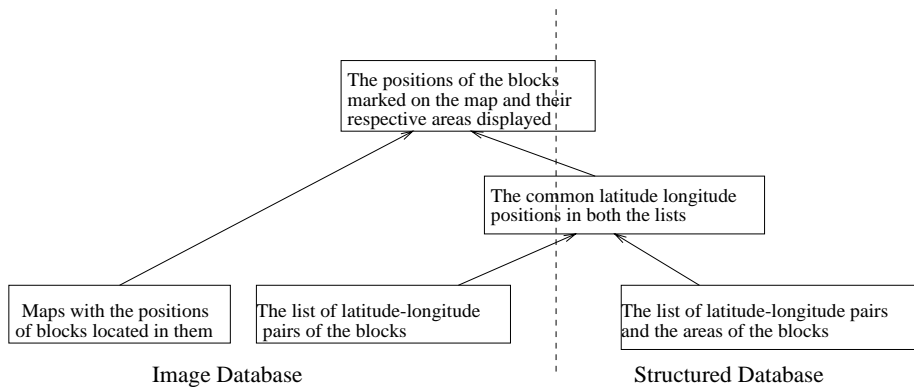 The positions of the blocks
marked on the map and their
respective areas displayed
The common latitude longitude
positions in both the lists
Maps with the positions
of blocks located in them
The list of latitude-longitude
pairs of the blocks
The list of latitude-longitude pairs
and the areas of the blocks
Image Database
Structured Database